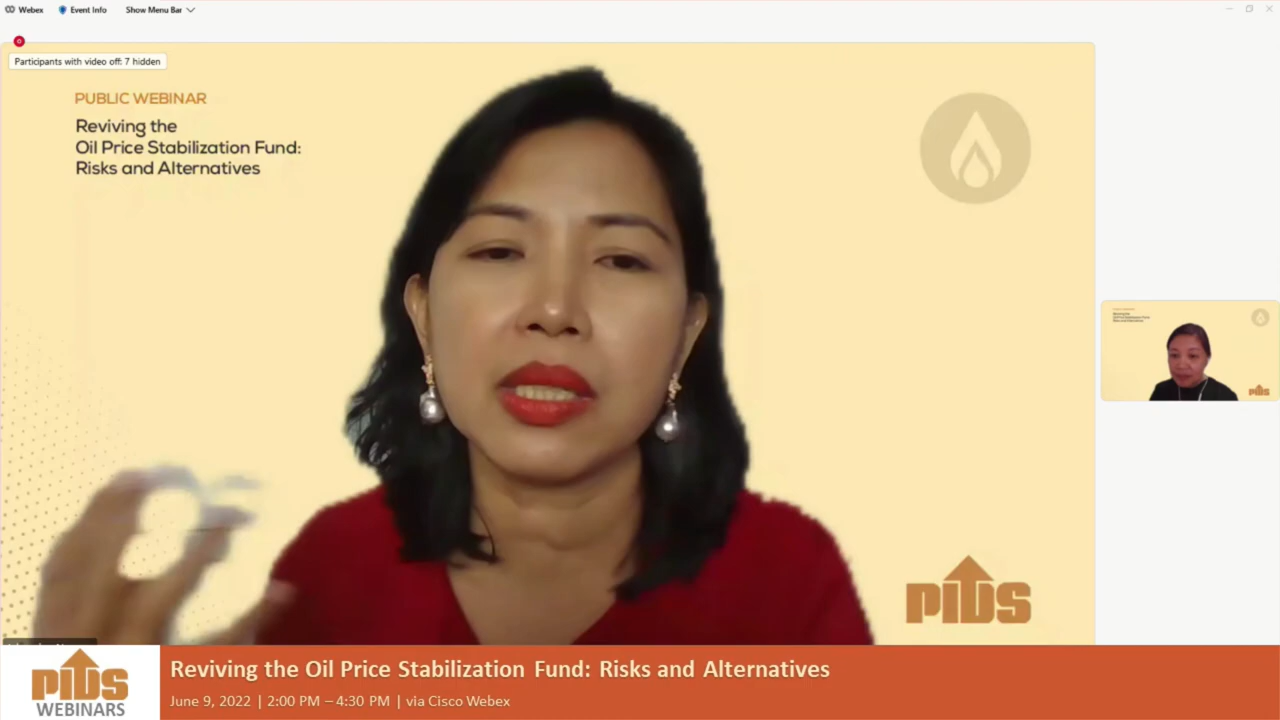 Webex
Event Info
Show Menu Bar
Participants with video off: 7 hidden
PUBLIC WEBINAR
Reviving the
Oil Price Stabilization Fund:
Risks and Alternatives
PIDS
PIDS
PIDS
WEBINARS
Reviving the Oil Price Stabilization Fund: Risks and Alternatives
June 9, 2022 | 2:00 PM – 4:30 PM | via Cisco Webex